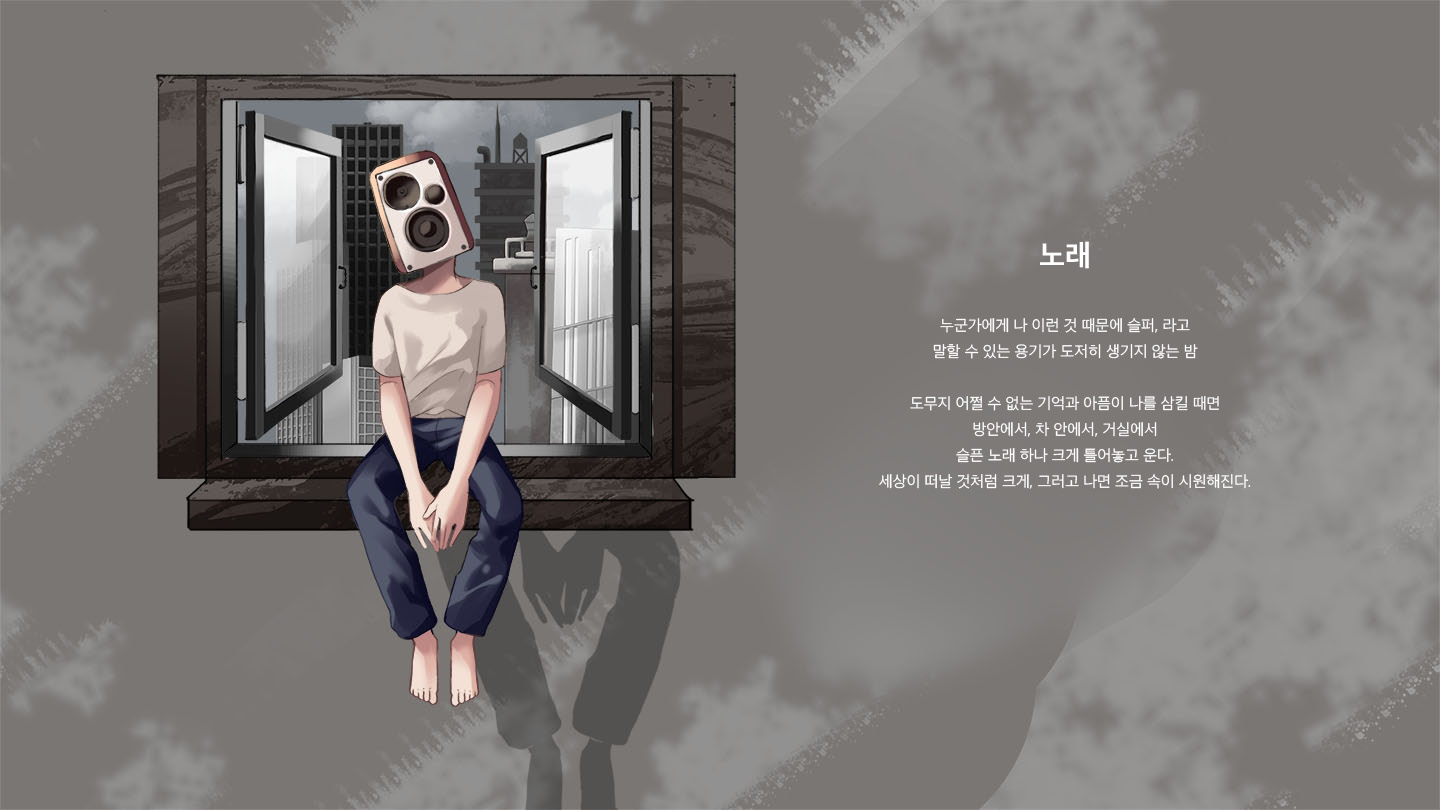 노래
누군가에게 나 이런 것 때문에 슬퍼, 라고
말할 수 있는 용기가 도저히 생기지 않는 밤
도무지 어쩔 수 없는 기억과 아픔이 나를 삼킬 때면
방안에서, 차 안에서, 거실에서
슬픈 노래 하나 크게 틀어놓고 운다.
세상이 떠날 것처럼 크게, 그러고 나면 조금 속이 시원해진다.